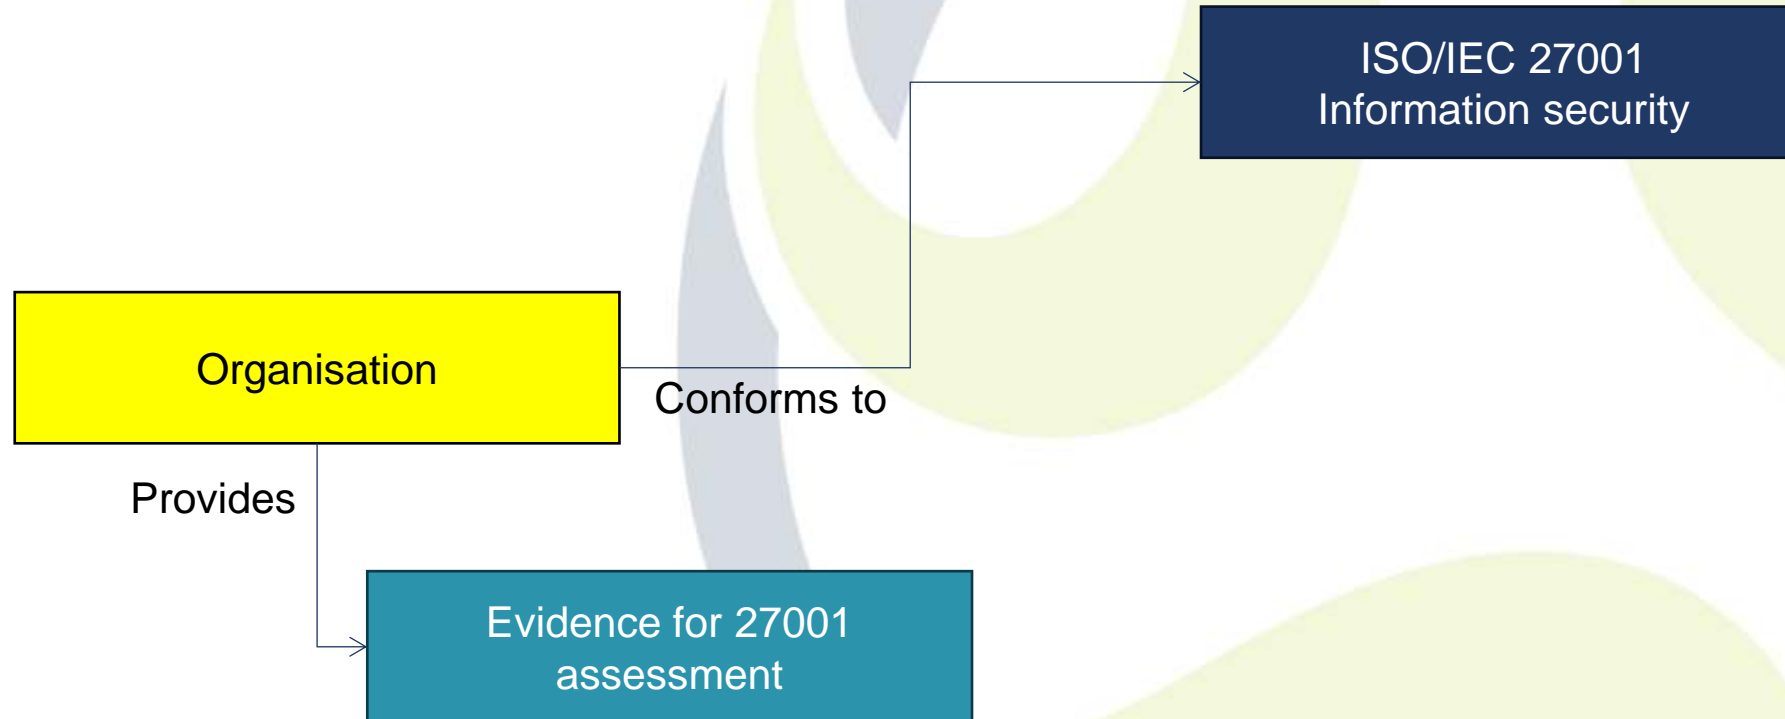 ISO/IEC 27001
Information security
Organisation
Conforms to
Provides
Evidence for 27001
assessment